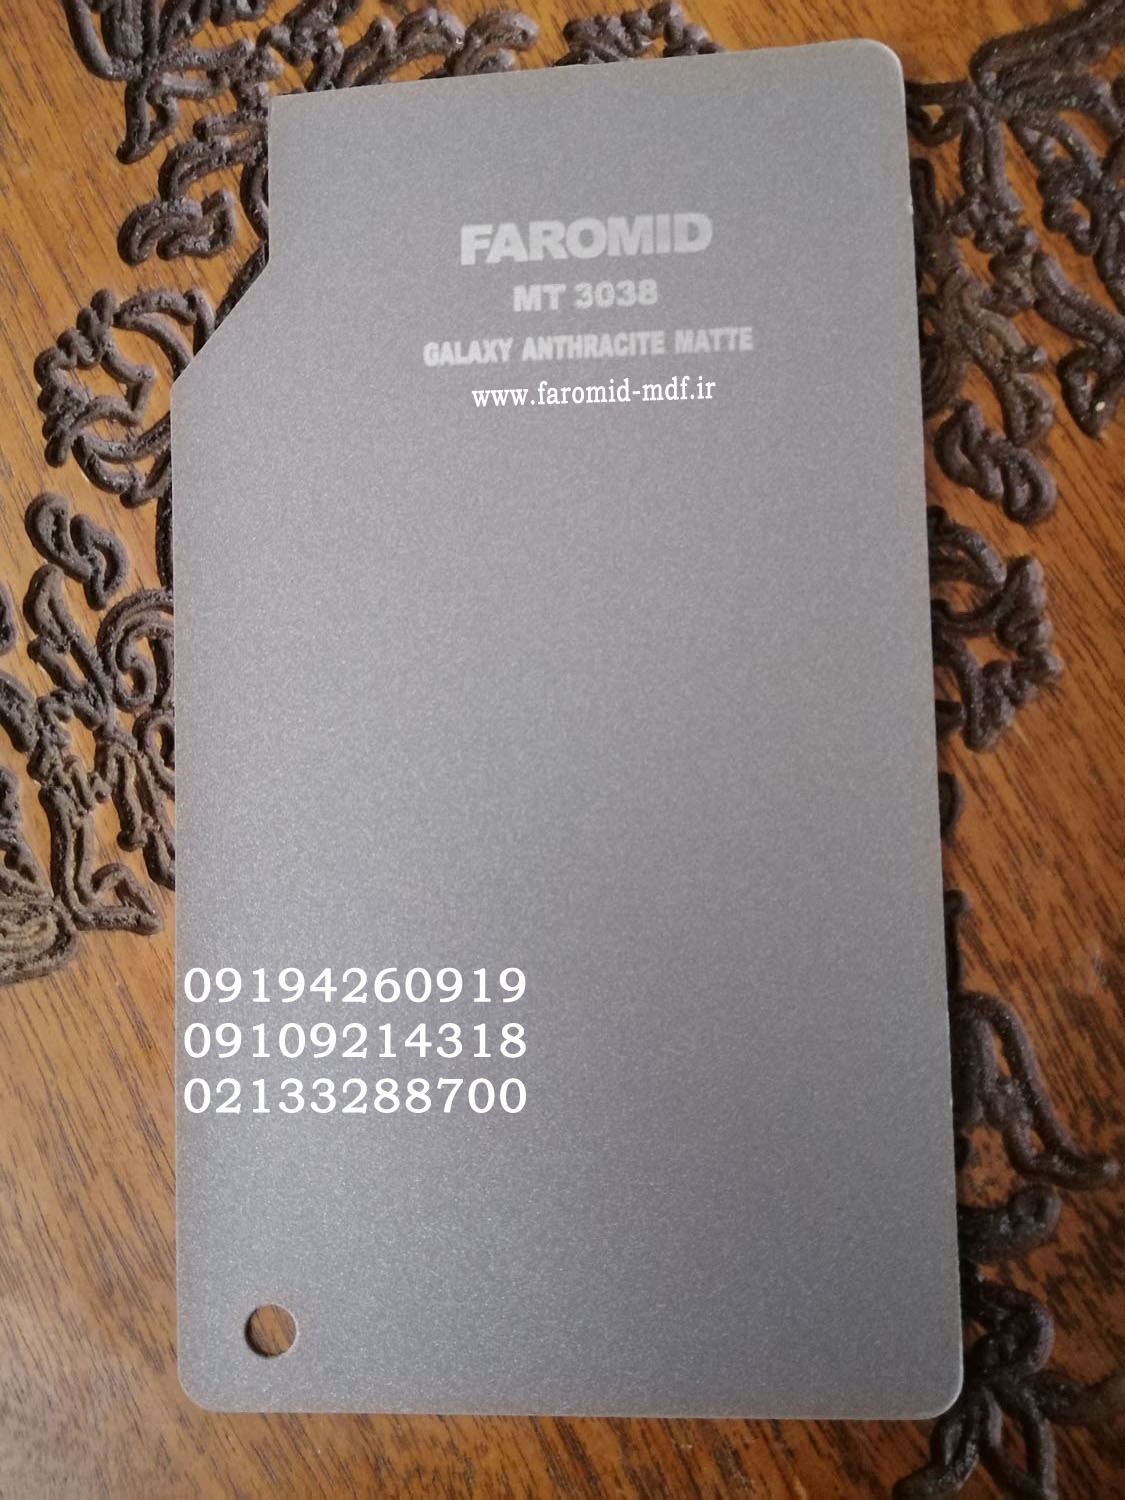 FAROMID
MT 3038
GALAXY ANTHRACITE MATTE
www.faromid-mdf.ir
09194260919
09109214318
02133288700